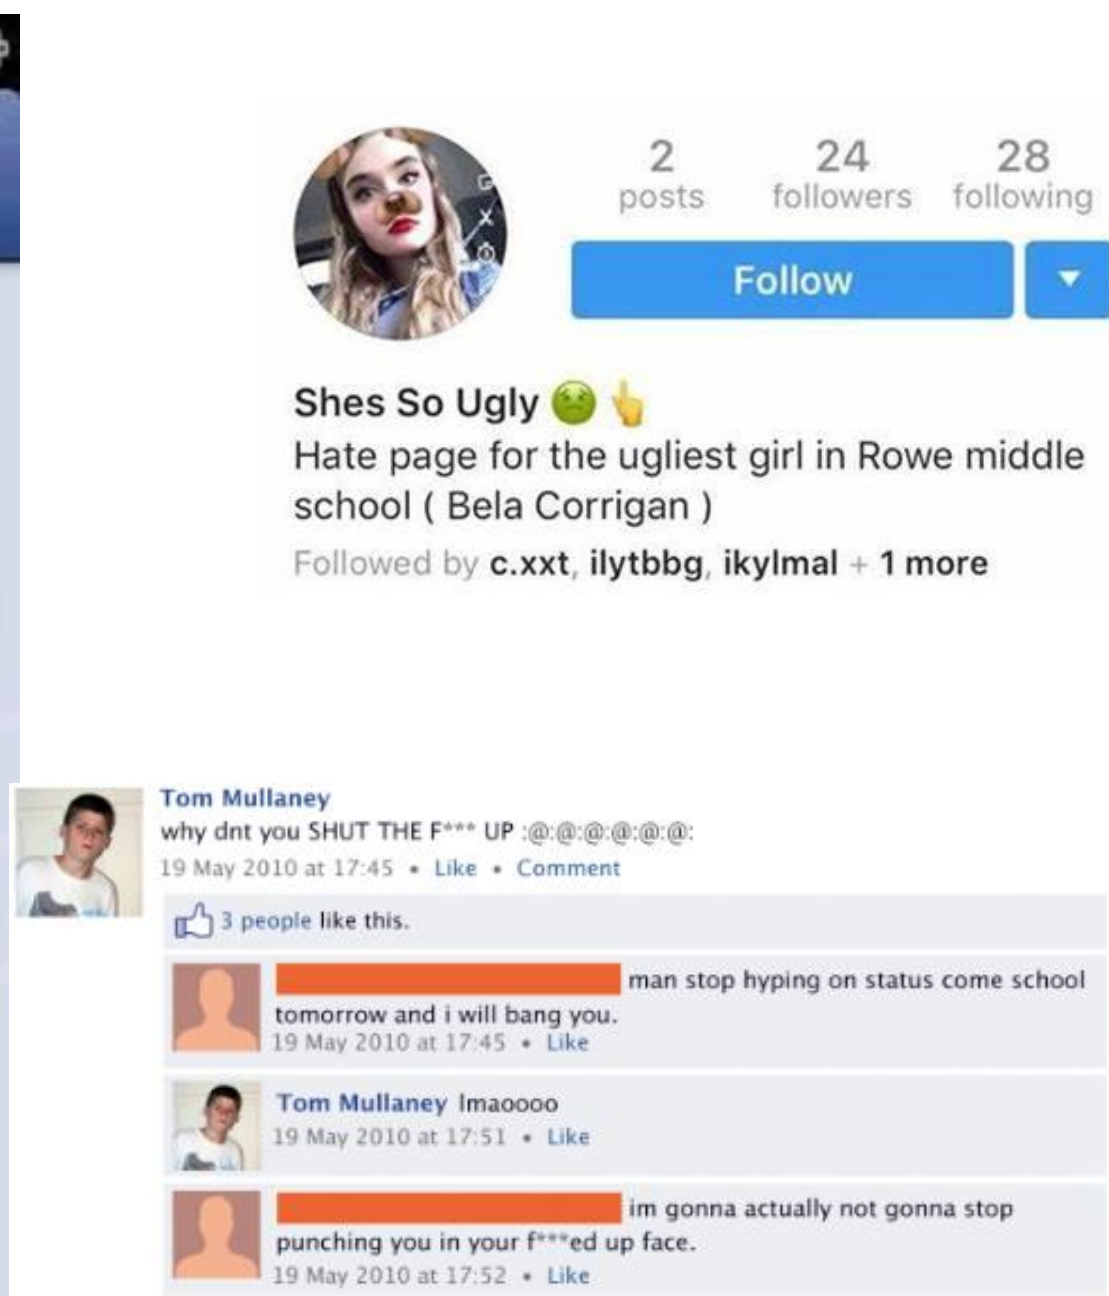 2 24 28
posts followers following
Follow
Shes So Ugly 🤢 👆
Hate page for the ugliest girl in Rowe middle
school ( Bela Corrigan )
Followed by c.xxt, ilytbbg, ikylmal + 1 more
Tom Mullaney
why dnt you SHUT THE F*** UP :@:@:@:@:@:@:
19 May 2010 at 17:45 • Like • Comment
3 people like this.
man stop hyping on status come school
tomorrow and i will bang you.
19 May 2010 at 17:45 • Like
Tom Mullaney lmaoooo
19 May 2010 at 17:51 • Like
im gonna actually not gonna stop
punching you in your f***ed up face.
19 May 2010 at 17:52 • Like